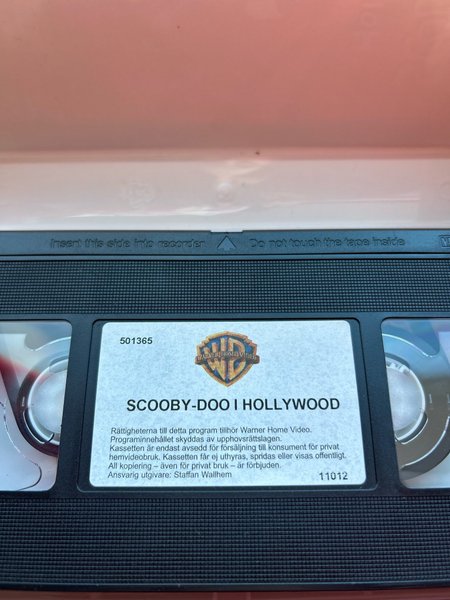 Insert this side into recorder Do not touch the tape inside
501365
SCOOBY-DOO I HOLLYWOOD
Rättigheterna till detta program tillhör Warner Home Video.
Programinnehållet skyddas av upphovsrättslagen.
Kassetten är endast avsedd för försäljning till konsument för privat
hemvideobruk. Kassetten får ej uthyras, spridas eller visas offentligt.
All kopiering – även för privat bruk – är förbjuden.
Ansvarig utgivare: Staffan Wallhem
11012